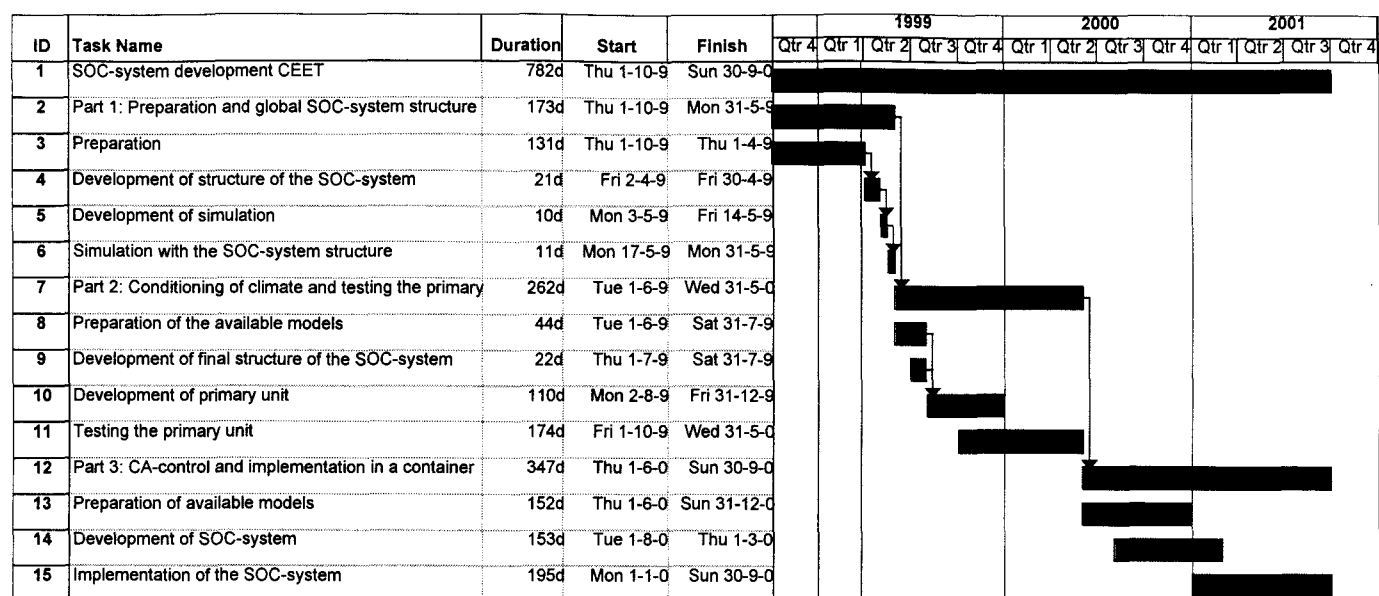 1999 2000 2001
ID Task Name Duration Start Finish Qtr 4 Qtr 1 Qtr 2 Qtr 3 Qtr 4 Qtr 1 Qtr 2 Qtr 3 Qtr 4 Qtr 1 Qtr 2 Qtr 3 Qtr 4
1 SOC-system development CEET 782d Thu 1-10-9 Sun 30-9-0
2 Part 1: Preparation and global SOC-system structure 173d Thu 1-10-9 Mon 31-5-9
3 Preparation 131d Thu 1-10-9 Thu 1-4-9
4 Development of structure of the SOC-system 21d Fri 2-4-9 Fri 30-4-9
5 Development of simulation 10d Mon 3-5-9 Fri 14-5-9
6 Simulation with the SOC-system structure 11d Mon 17-5-9 Mon 31-5-9
7 Part 2: Conditioning of climate and testing the primary 262d Tue 1-6-9 Wed 31-5-0
8 Preparation of the available models 44d Tue 1-6-9 Sat 31-7-9
9 Development of final structure of the SOC-system 22d Thu 1-7-9 Sat 31-7-9
10 Development of primary unit 110d Mon 2-8-9 Fri 31-12-9
11 Testing the primary unit 174d Fri 1-10-9 Wed 31-5-0
12 Part 3: CA-control and implementation in a container 347d Thu 1-6-0 Sun 30-9-0
13 Preparation of available models 152d Thu 1-6-0 Sun 31-12-0
14 Development of SOC-system 153d Tue 1-8-0 Thu 1-3-0
15 Implementation of the SOC-system 195d Mon 1-1-0 Sun 30-9-0